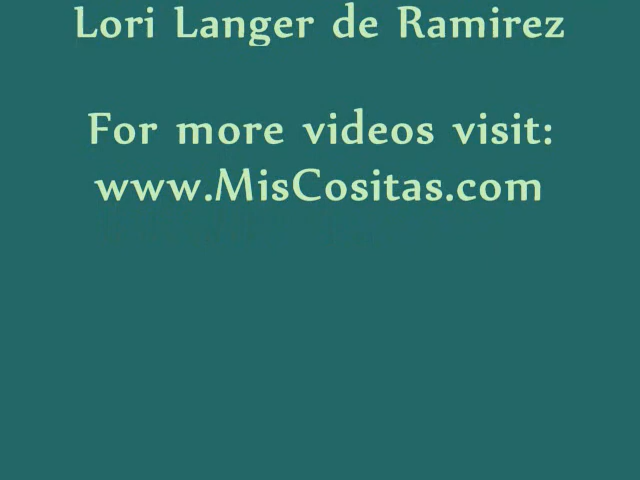 Lori Langer de Ramirez
For more videos visit:
www.MisCositas.com